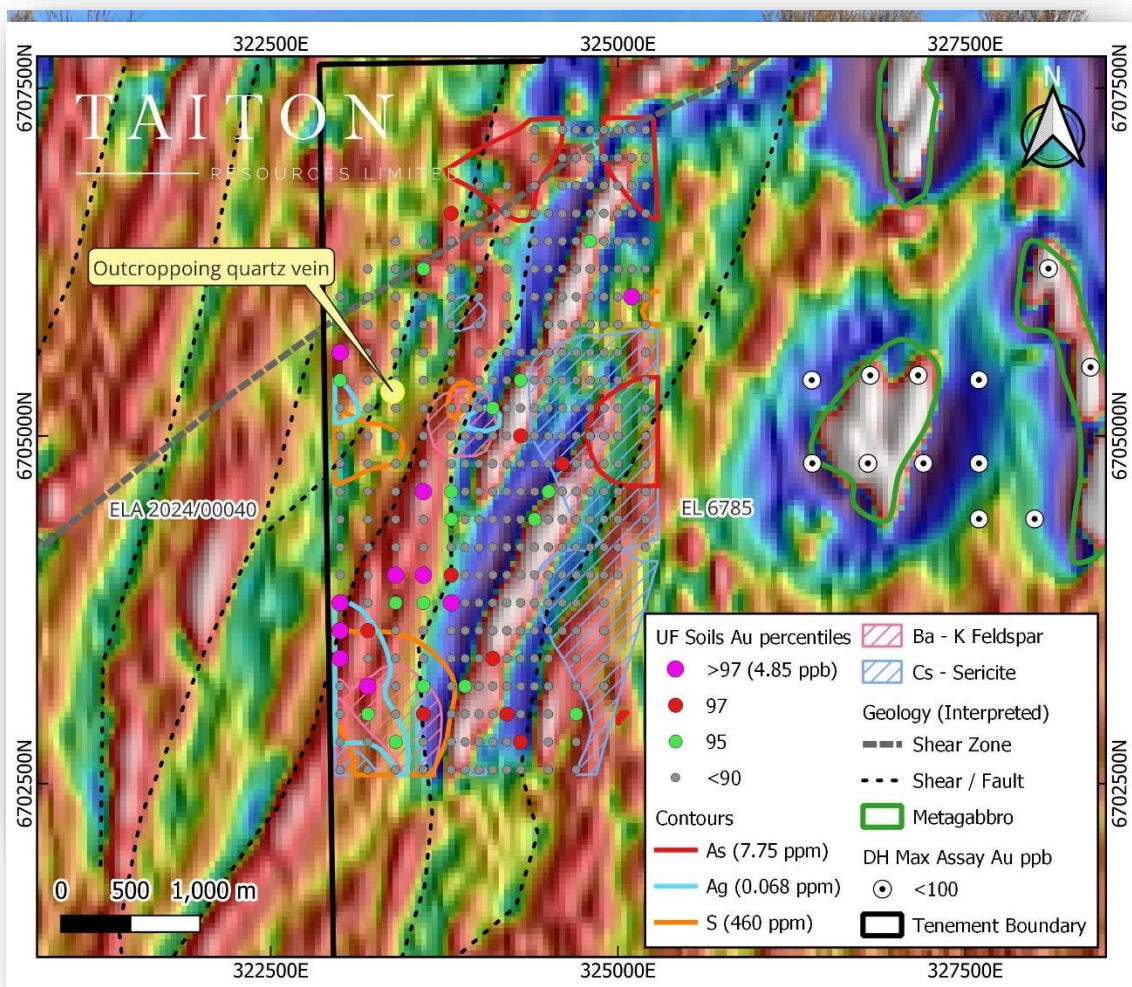 322500E
325000E
327500E
6707500N
6707500N
TAITON
RESOURCES LIMITED
N
Outcroppoing quartz vein
6705000N
6705000N
ELA 2024/00040
EL 6785
UF Soils Au percentiles
>97 (4.85 ppb)
97
95
<90
Contours
As (7.75 ppm)
Ag (0.068 ppm)
S (460 ppm)
Ba - K Feldspar
Cs - Sericite
Geology (Interpreted)
Shear Zone
Shear / Fault
Metagabbro
DH Max Assay Au ppb
<100
Tenement Boundary
6702500N
6702500N
0 500 1,000 m
322500E
325000E
327500E